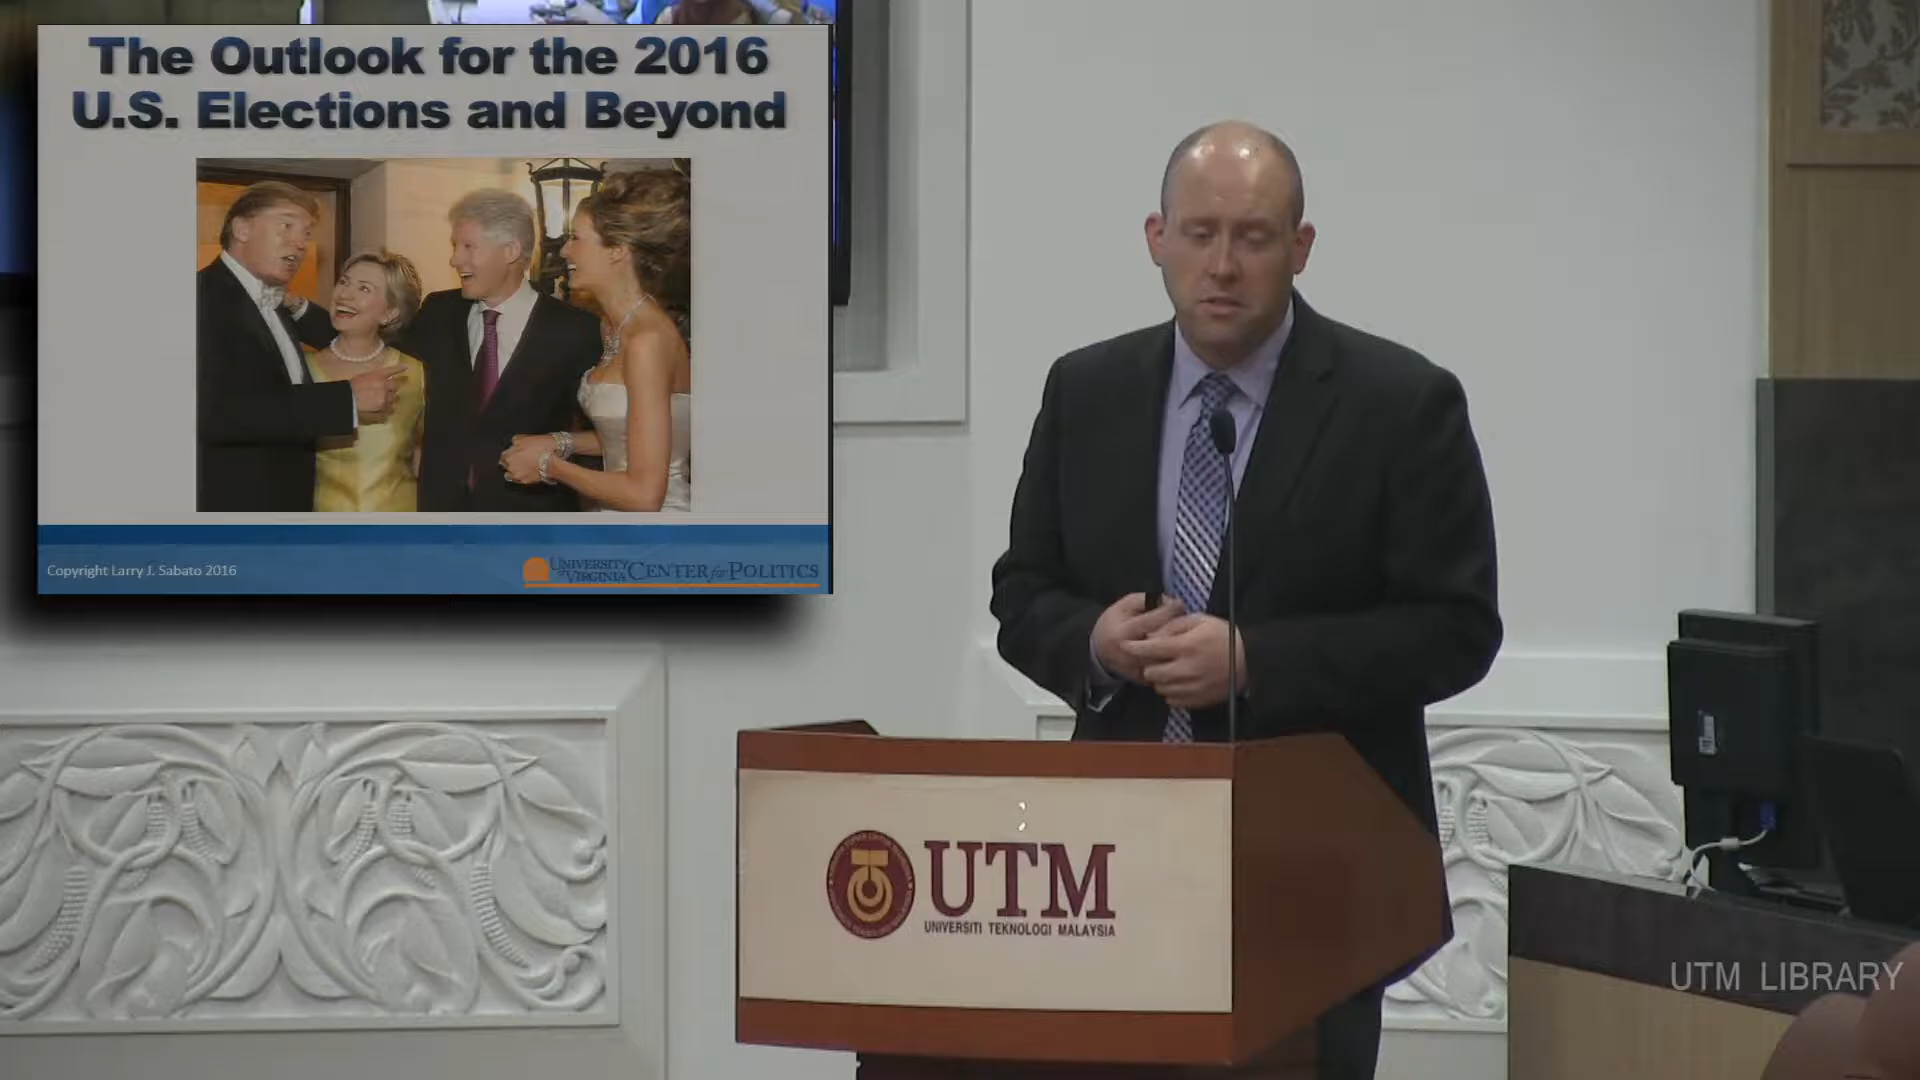 The Outlook for the 2016
U.S. Elections and Beyond
Copyright Larry J. Sabato 2016
UNIVERSITY
of VIRGINIA CENTER for POLITICS
UTM
UNIVERSITI TEKNOLOGI MALAYSIA
UTM LIBRARY